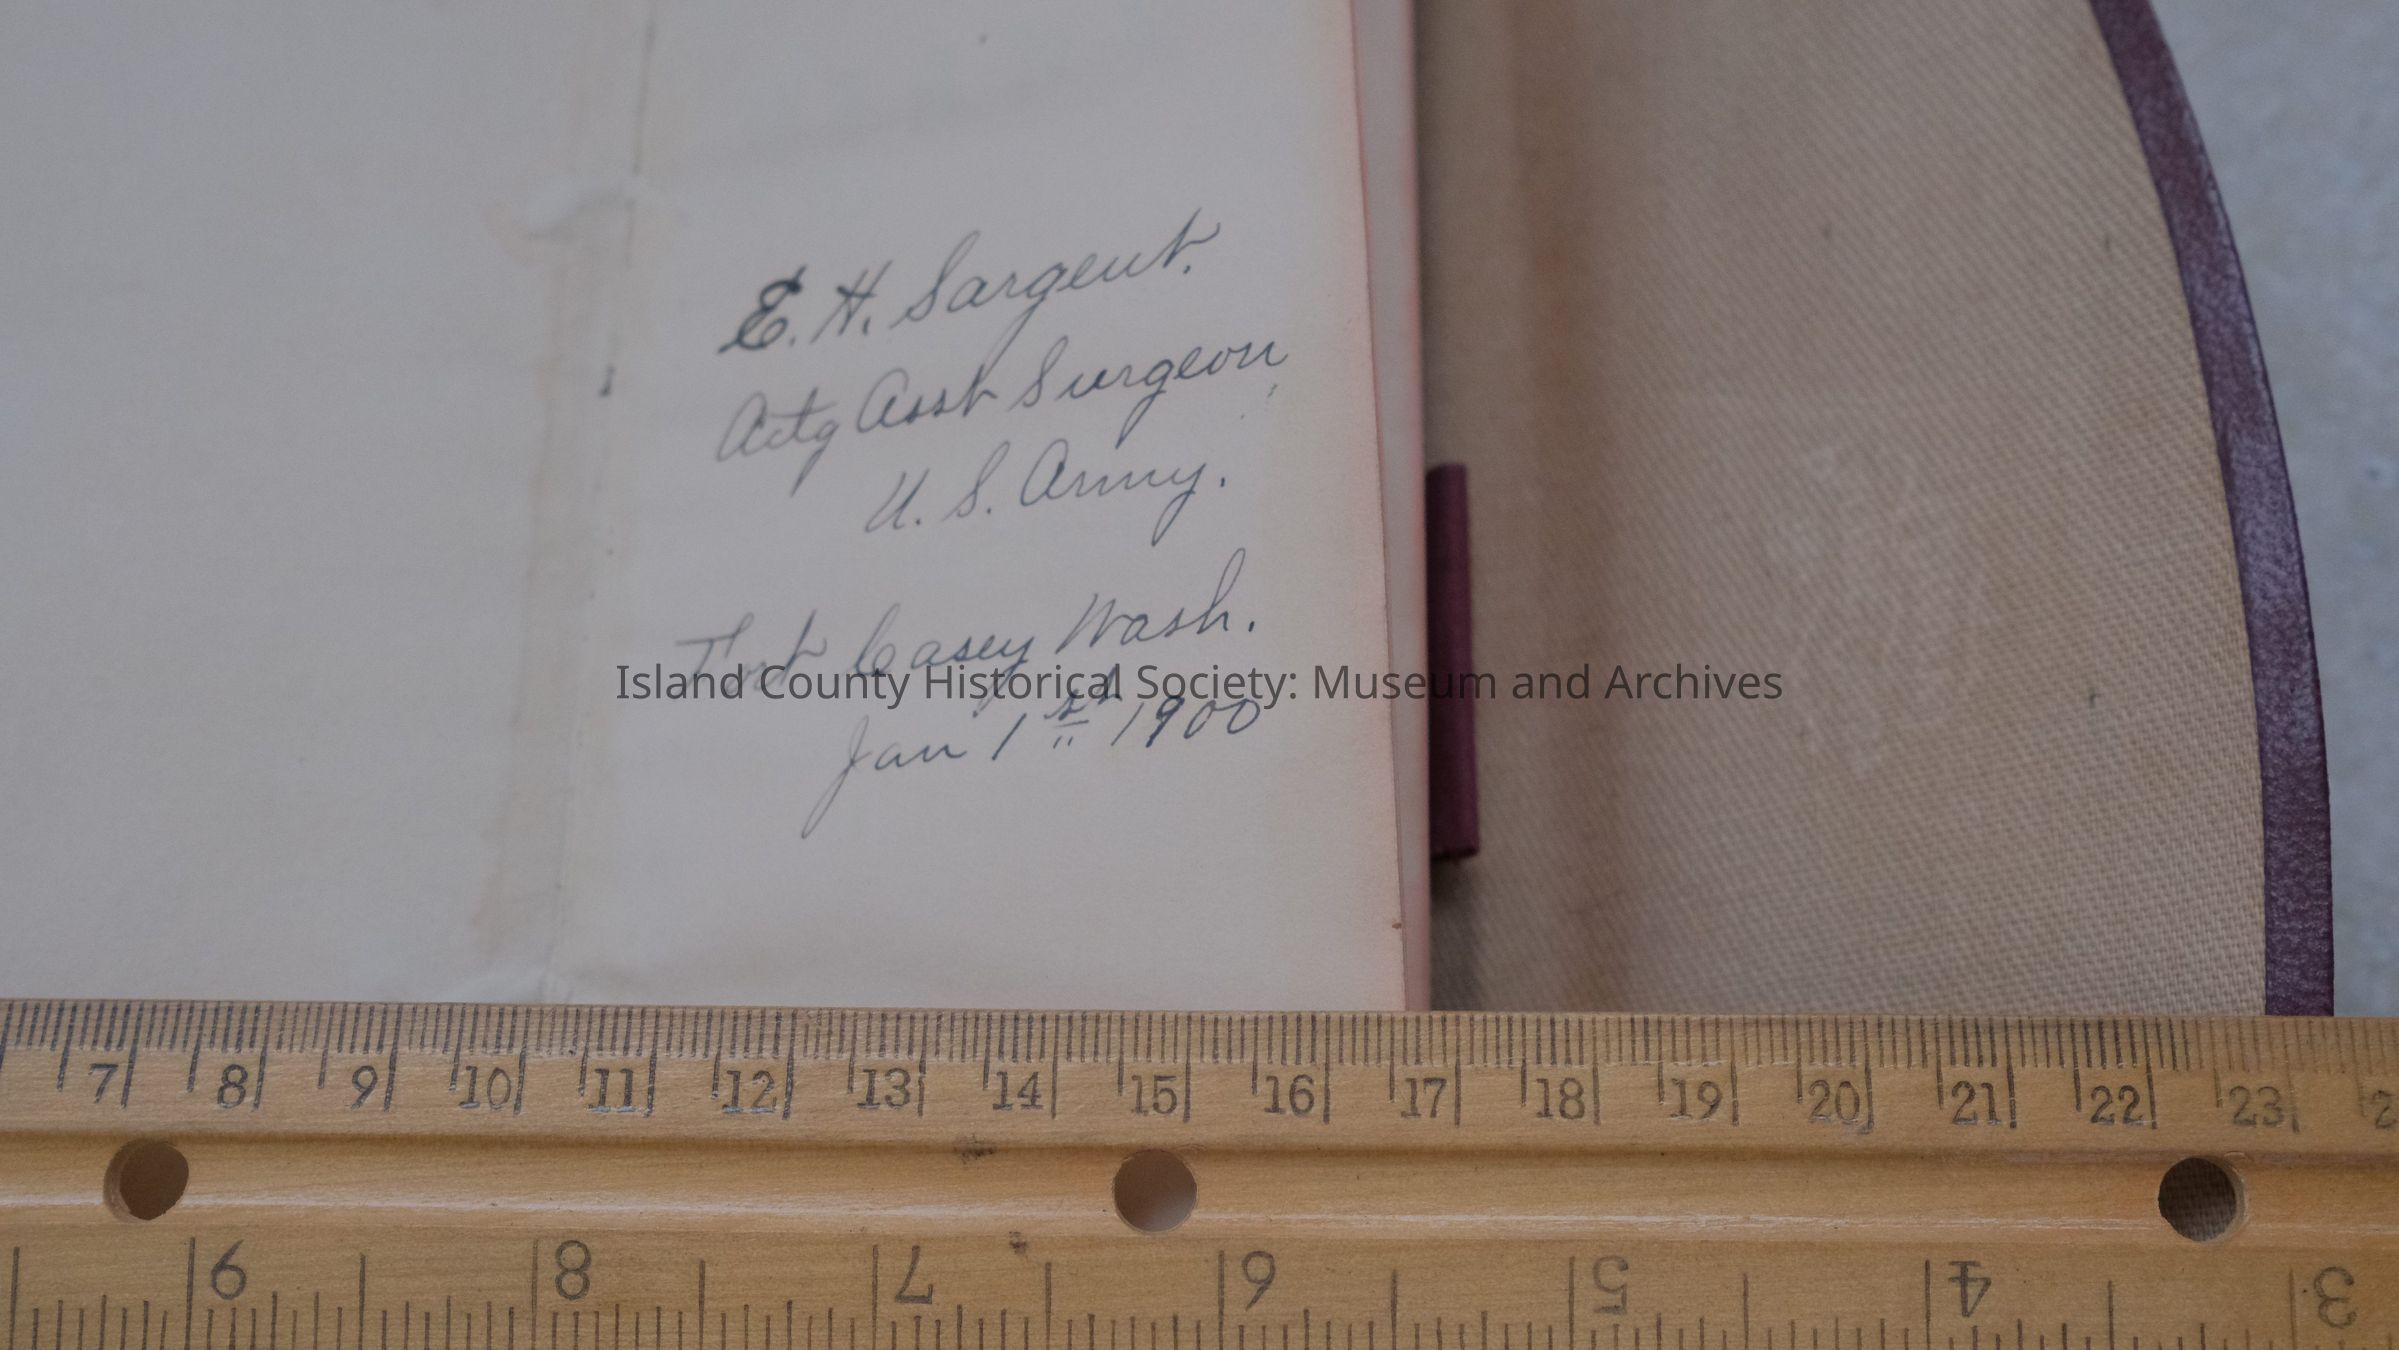 E. H. Sargent.
Actg Asst Surgeon
U. S. Army.
Fort Casey Wash.
Island County Historical Society: Museum and Archives
Jan 1st 1900
7 8 9 10 11 12 13 14 15 16 17 18 19 20 21 22 23 2
9 8 7 6 5 4 3